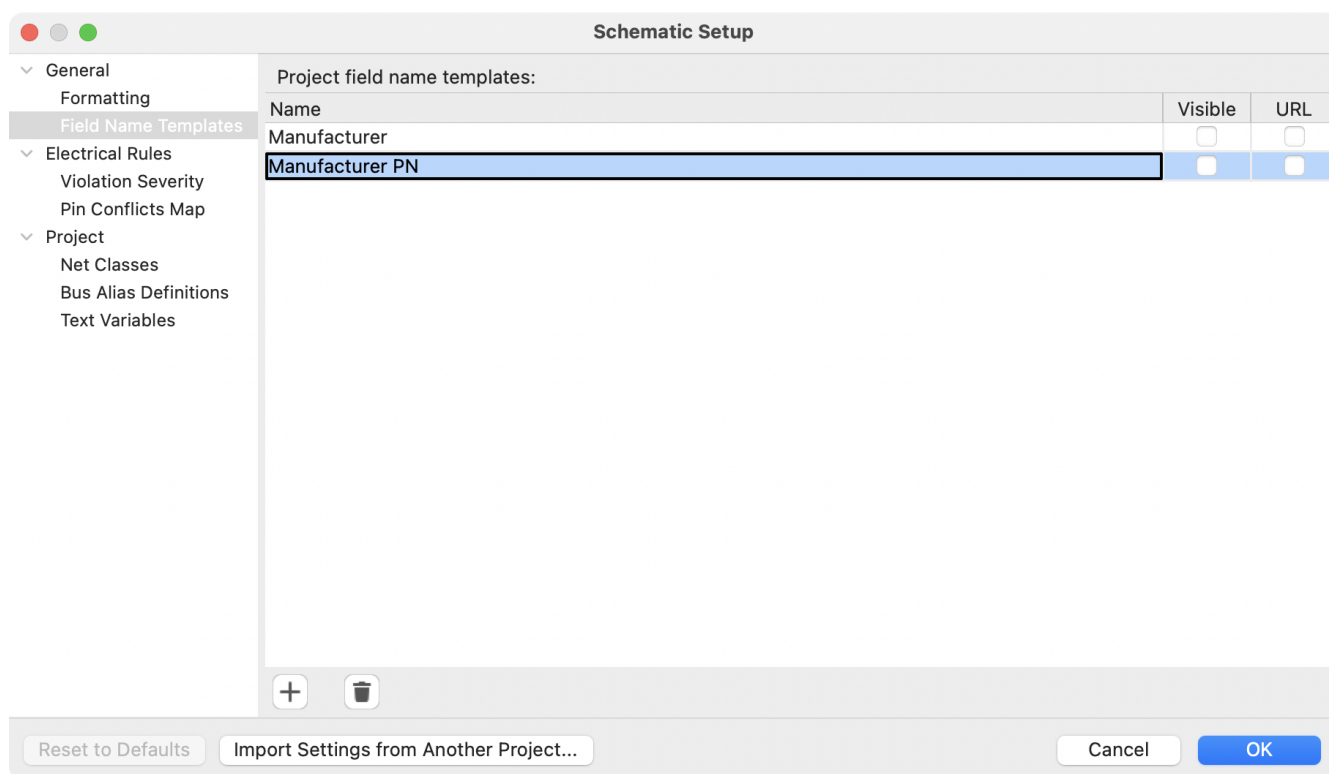 Schematic Setup
General
Formatting
Field Name Templates
Electrical Rules
Violation Severity
Pin Conflicts Map
Project
Net Classes
Bus Alias Definitions
Text Variables
Project field name templates:
Name Visible URL
Manufacturer
Manufacturer PN
Reset to Defaults Import Settings from Another Project... Cancel OK